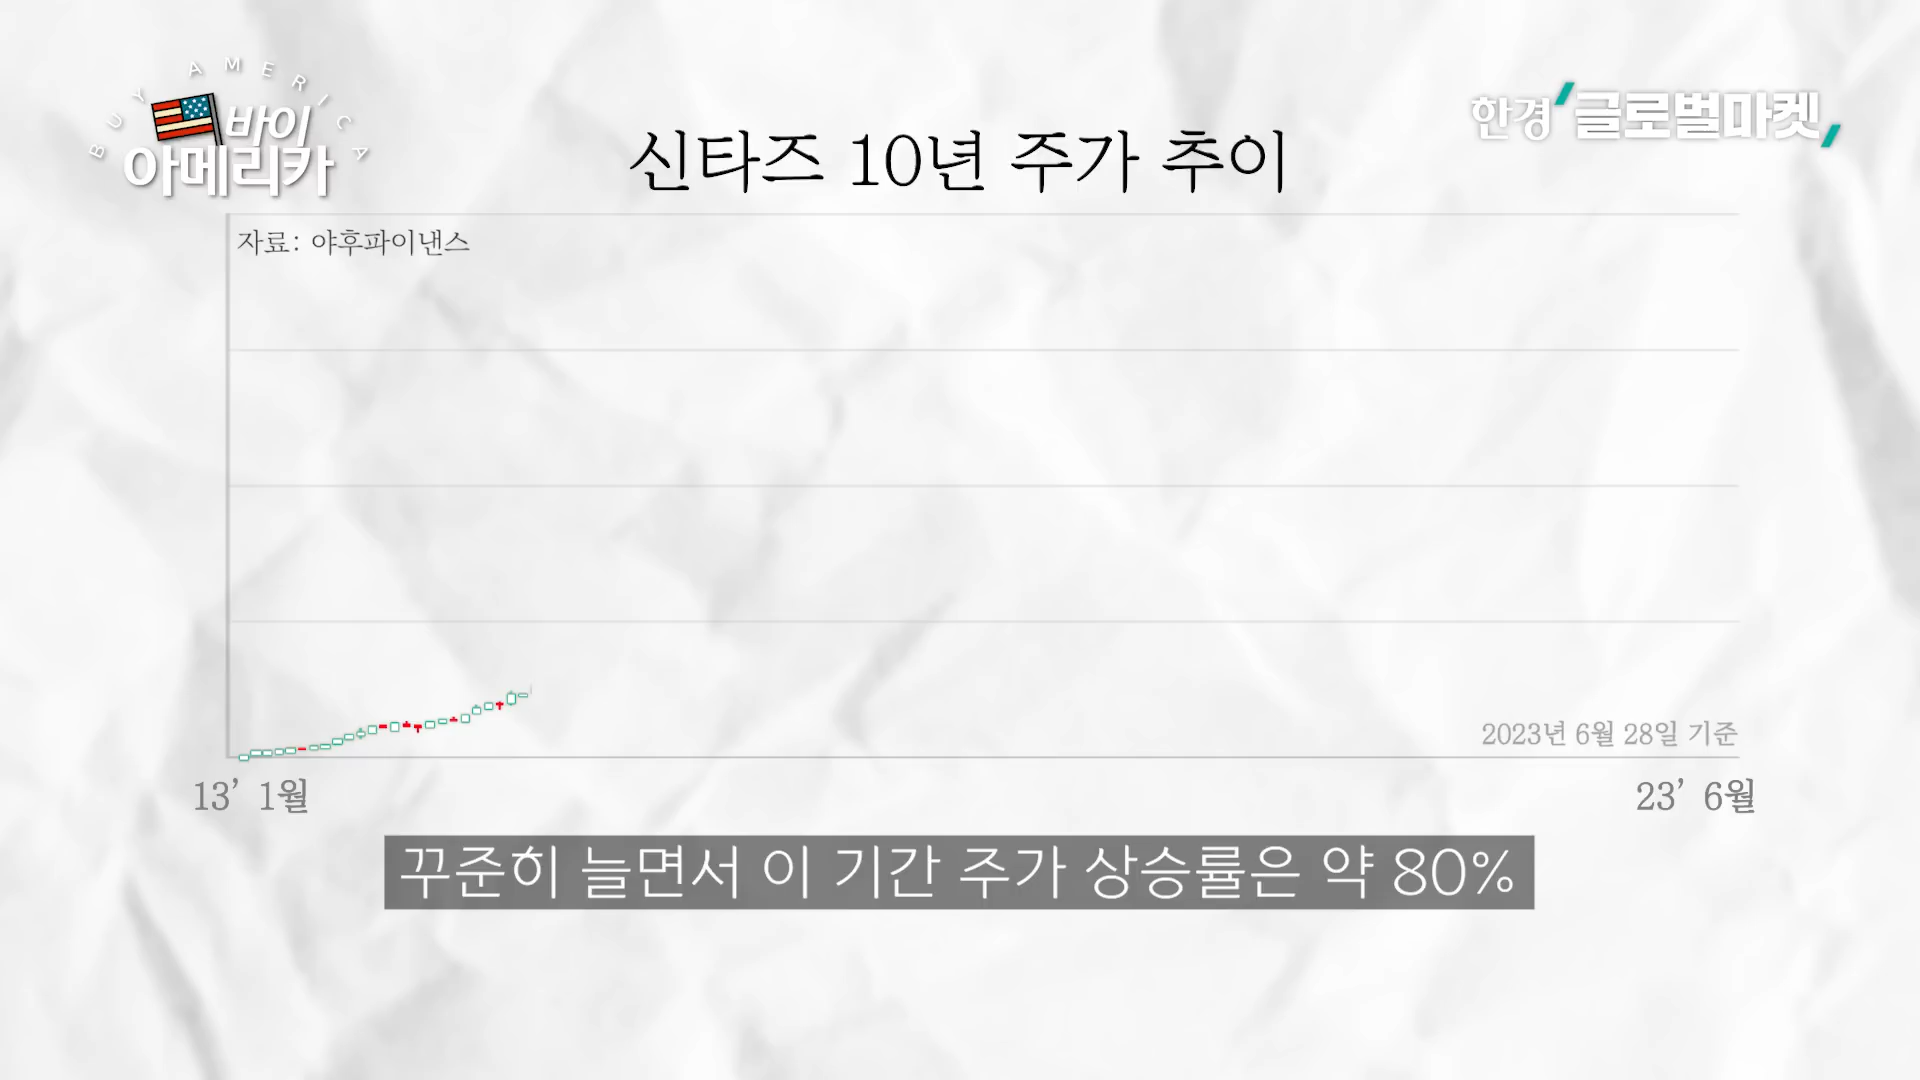 BUY AMERICA
바이
아메리카
한경 글로벌마켓
신타즈 10년 주가 추이
자료: 야후파이낸스
2023년 6월 28일 기준
13’ 1월
23’ 6월
꾸준히 늘면서 이 기간 주가 상승률은 약 80%